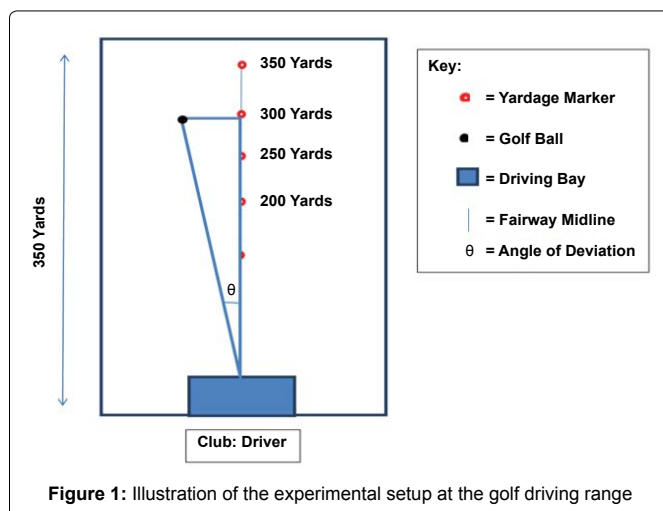 350 Yards
300 Yards
250 Yards
200 Yards
350 Yards
θ
Club: Driver
Key:
= Yardage Marker
= Golf Ball
= Driving Bay
= Fairway Midline
θ = Angle of Deviation
Figure 1: Illustration of the experimental setup at the golf driving range